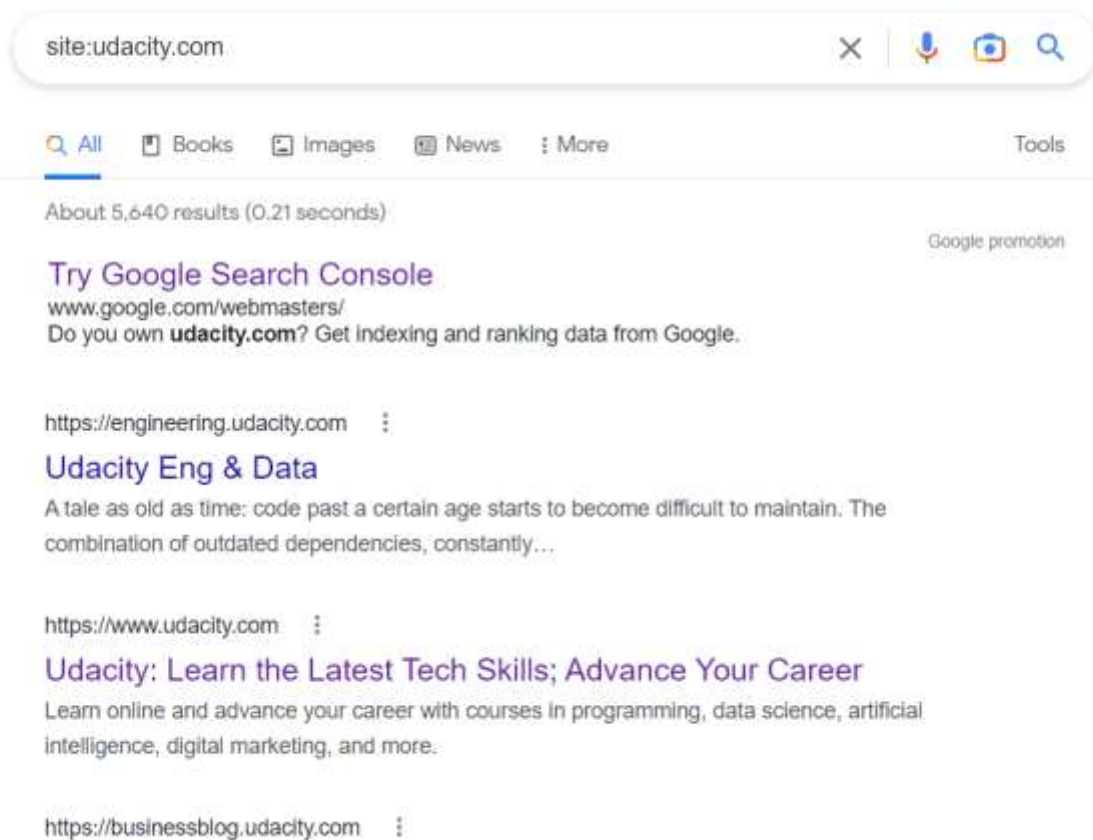 site:udacity.com
All Books Images News More Tools
About 5,640 results (0.21 seconds)
Google promotion
Try Google Search Console
www.google.com/webmasters/
Do you own udacity.com? Get indexing and ranking data from Google.
https://engineering.udacity.com
Udacity Eng & Data
A tale as old as time: code past a certain age starts to become difficult to maintain. The
combination of outdated dependencies, constantly…
https://www.udacity.com
Udacity: Learn the Latest Tech Skills; Advance Your Career
Learn online and advance your career with courses in programming, data science, artificial
intelligence, digital marketing, and more.
https://businessblog.udacity.com